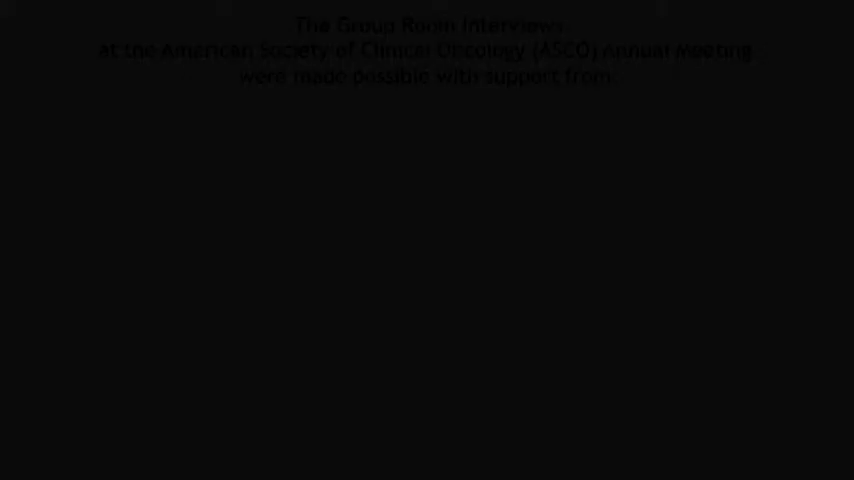 The Group Room Interviews
At the American Society of Clinical Oncology (ASCO) Annual Meeting
were made possible with support from: